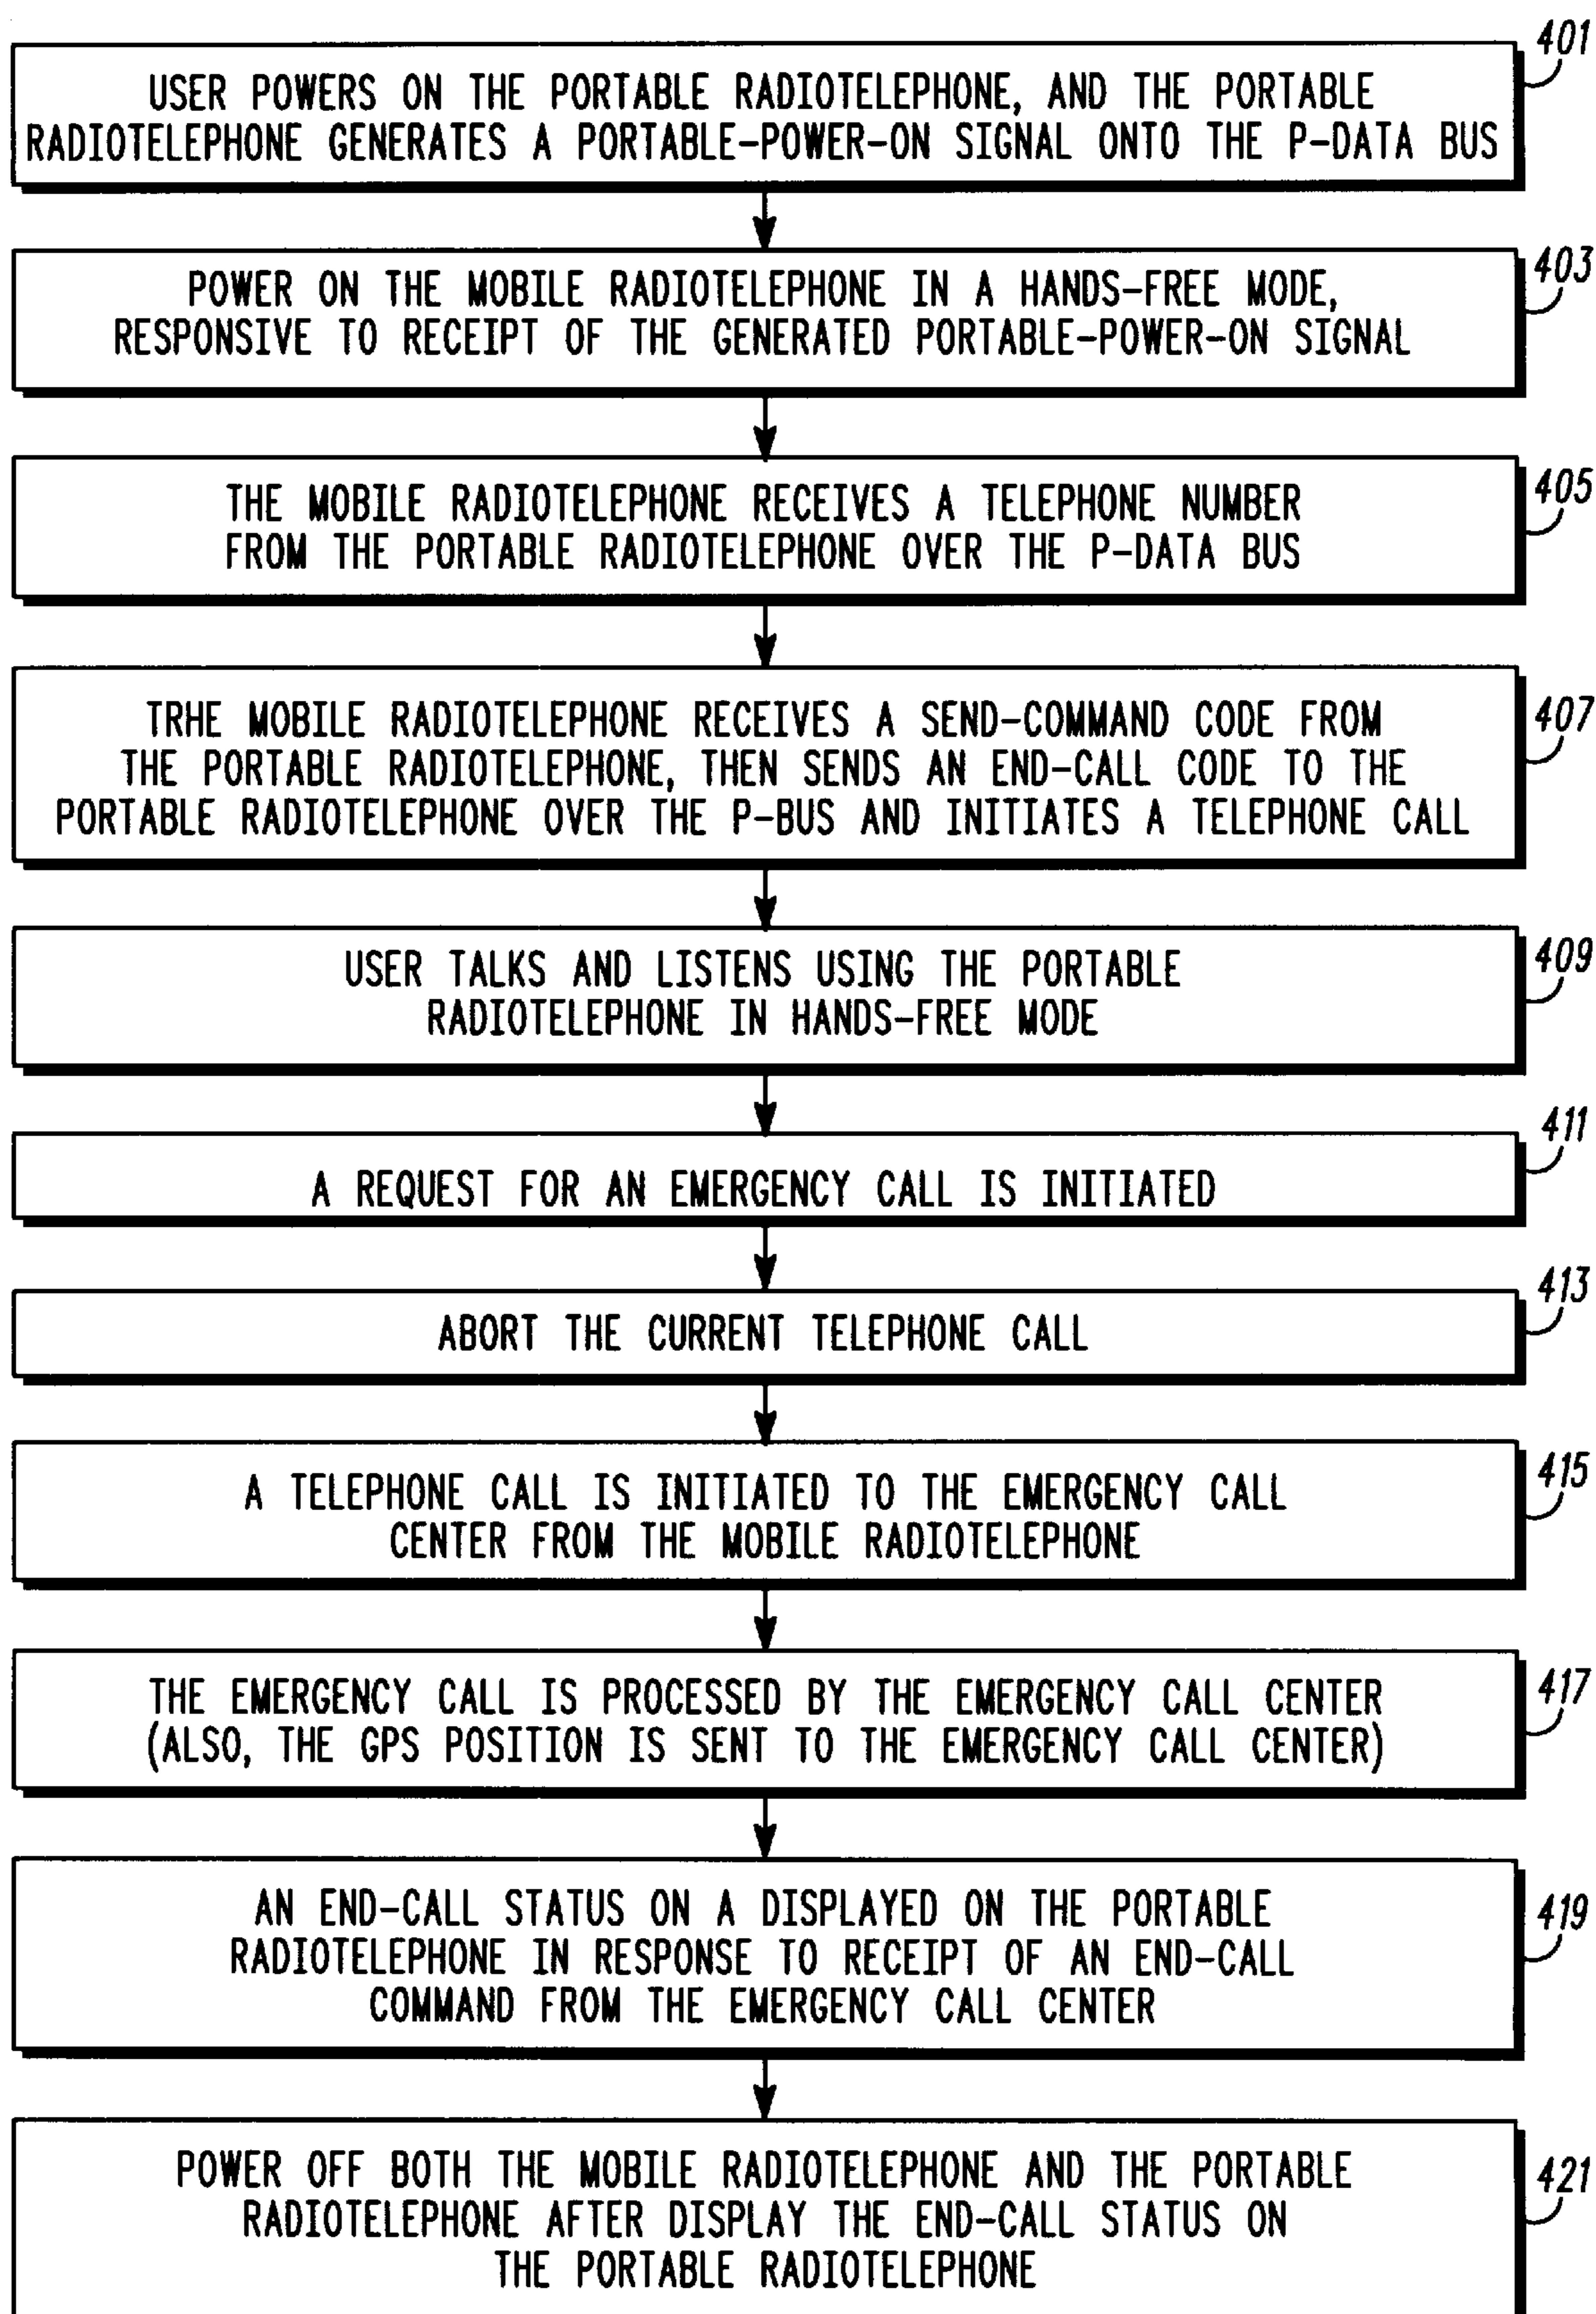 401
USER POWERS ON THE PORTABLE RADIOTELEPHONE, AND THE PORTABLE
RADIOTELEPHONE GENERATES A PORTABLE-POWER-ON SIGNAL ONTO THE P-DATA BUS
403
POWER ON THE MOBILE RADIOTELEPHONE IN A HANDS-FREE MODE,
RESPONSIVE TO RECEIPT OF THE GENERATED PORTABLE-POWER-ON SIGNAL
405
THE MOBILE RADIOTELEPHONE RECEIVES A TELEPHONE NUMBER
FROM THE PORTABLE RADIOTELEPHONE OVER THE P-DATA BUS
407
TRHE MOBILE RADIOTELEPHONE RECEIVES A SEND-COMMAND CODE FROM
THE PORTABLE RADIOTELEPHONE, THEN SENDS AN END-CALL CODE TO THE
PORTABLE RADIOTELEPHONE OVER THE P-BUS AND INITIATES A TELEPHONE CALL
409
USER TALKS AND LISTENS USING THE PORTABLE
RADIOTELEPHONE IN HANDS-FREE MODE
411
A REQUEST FOR AN EMERGENCY CALL IS INITIATED
413
ABORT THE CURRENT TELEPHONE CALL
415
A TELEPHONE CALL IS INITIATED TO THE EMERGENCY CALL
CENTER FROM THE MOBILE RADIOTELEPHONE
417
THE EMERGENCY CALL IS PROCESSED BY THE EMERGENCY CALL CENTER
(ALSO, THE GPS POSITION IS SENT TO THE EMERGENCY CALL CENTER)
419
AN END-CALL STATUS ON A DISPLAYED ON THE PORTABLE
RADIOTELEPHONE IN RESPONSE TO RECEIPT OF AN END-CALL
COMMAND FROM THE EMERGENCY CALL CENTER
421
POWER OFF BOTH THE MOBILE RADIOTELEPHONE AND THE PORTABLE
RADIOTELEPHONE AFTER DISPLAY THE END-CALL STATUS ON
THE PORTABLE RADIOTELEPHONE